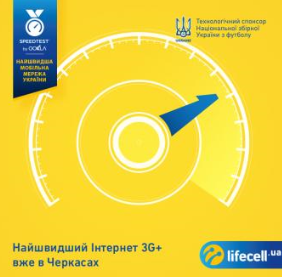 SPEEDTEST
by OOKLA
НАЙШВИДША
МОБІЛЬНА
МЕРЕЖА
УКРАЇНИ
Технологічний спонсор
Національної збірної
України з футболу
Найшвидший Інтернет 3G+
вже в Черкасах
lifecell.ua